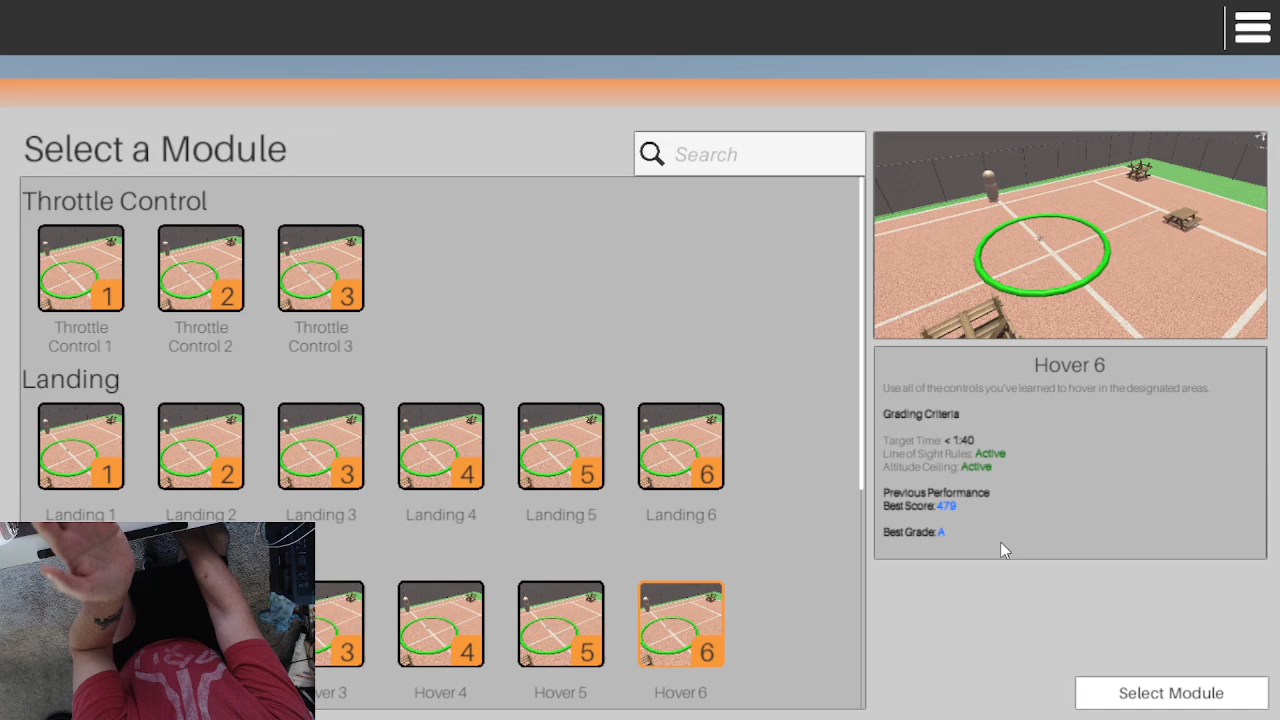 Select a Module
Search
Throttle Control
1
2
3
Throttle
Control 1
Throttle
Control 2
Throttle
Control 3
Landing
1
2
3
4
5
6
Landing 1
Landing 2
Landing 3
Landing 4
Landing 5
Landing 6
3
4
5
6
ver 3
Hover 4
Hover 5
Hover 6
Hover 6
Use all of the controls you've learned to hover in the designated areas.
Grading Criteria
Target Time: < 1:40
Line of Sight Rules: Active
Altitude Ceiling: Active
Previous Performance
Best Score: 479
Best Grade: A
Select Module